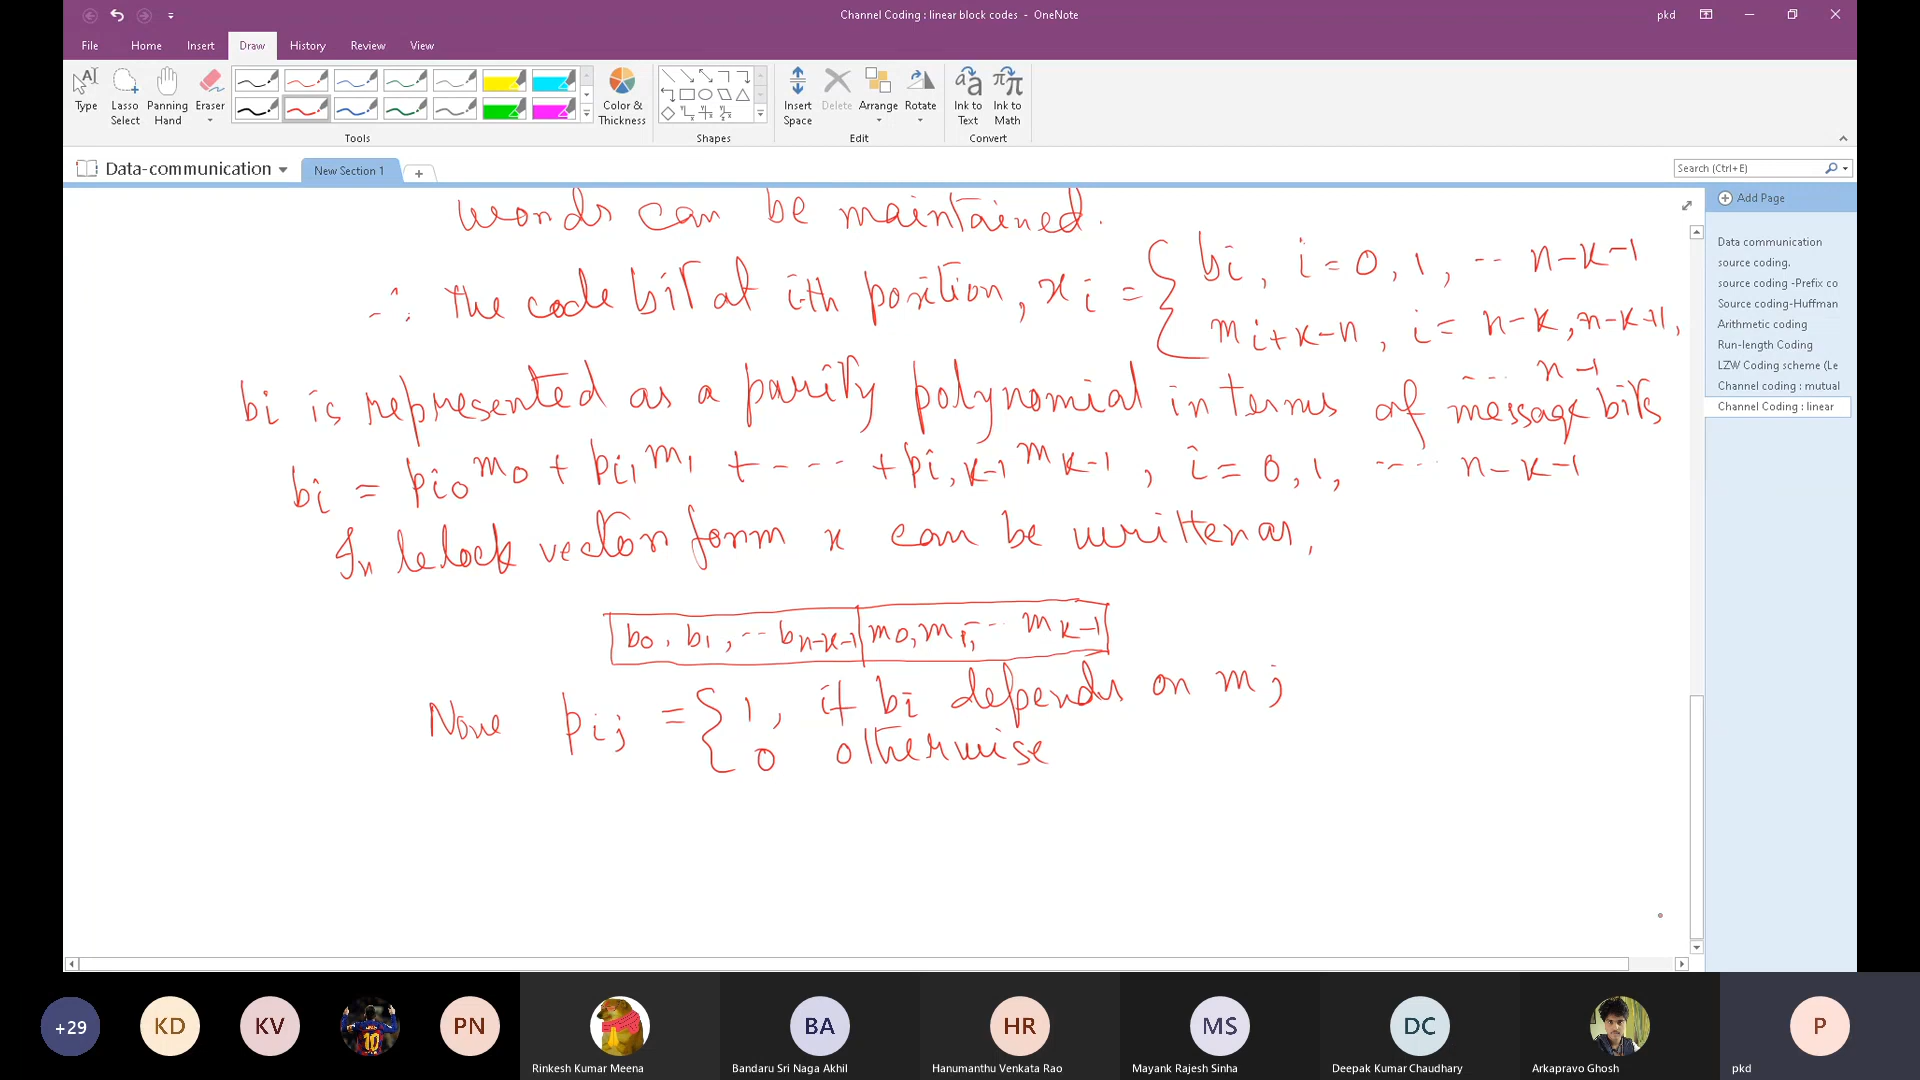 Channel Coding : linear block codes - OneNote
pkd
File Home Insert Draw History Review View
Type
Lasso Select
Panning Hand
Eraser
Color & Thickness
Insert Space
Delete
Arrange
Rotate
Ink to Text
Ink to Math
Tools
Shapes
Edit
Convert
Data-communication
New Section 1
+
Search (Ctrl+E)
words can be maintained.
∴ the code bit at i-th position, xi = { bi, i = 0, 1, -- n-k-1
mi+k-n, i = n-k, n-k+1, --- n-1
bi is represented as a parity polynomial in terms of message bits
bi = pi0 m0 + pi1 m1 + ---- + pi,k-1 mk-1, i = 0, 1, ---- n-k-1
In block vector form x can be written as,
b0, b1, -- bn-k-1 | m0, m1, -- mk-1
Now pij = { 1, if bi depends on mj
0 otherwise
Add Page
Data communication
source coding.
source coding -Prefix co
Source coding-Huffman
Arithmetic coding
Run-length Coding
LZW Coding scheme (Le
Channel coding : mutual
Channel Coding : linear
+29
KD
KV
10
PN
BA
HR
MS
DC
P
Rinkesh Kumar Meena
Bandaru Sri Naga Akhil
Hanumanthu Venkata Rao
Mayank Rajesh Sinha
Deepak Kumar Chaudhary
Arkapravo Ghosh
pkd